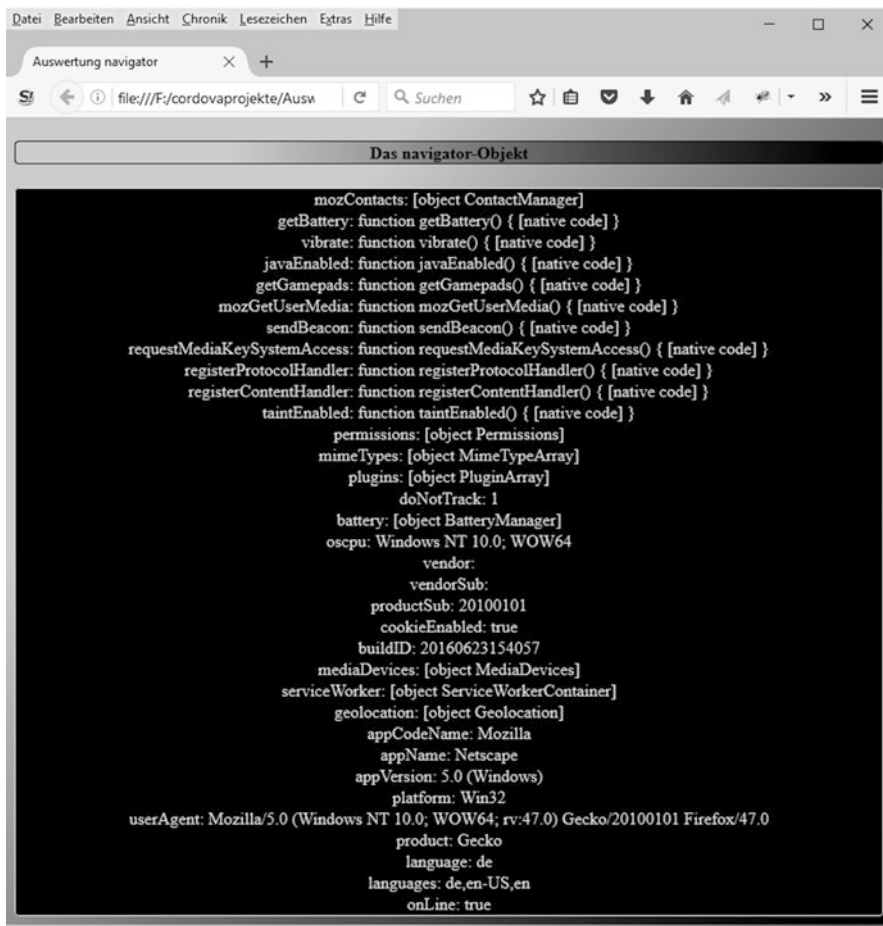 Datei Bearbeiten Ansicht Chronik Lesezeichen Extras Hilfe
Auswertung navigator
file:///F:/cordovaprojekte/Ausw
Suchen
Das navigator-Objekt
mozContacts: [object ContactManager]
getBattery: function getBattery() { [native code] }
vibrate: function vibrate() { [native code] }
javaEnabled: function javaEnabled() { [native code] }
getGamepads: function getGamepads() { [native code] }
mozGetUserMedia: function mozGetUserMedia() { [native code] }
sendBeacon: function sendBeacon() { [native code] }
requestMediaKeySystemAccess: function requestMediaKeySystemAccess() { [native code] }
registerProtocolHandler: function registerProtocolHandler() { [native code] }
registerContentHandler: function registerContentHandler() { [native code] }
taintEnabled: function taintEnabled() { [native code] }
permissions: [object Permissions]
mimeTypes: [object MimeTypeArray]
plugins: [object PluginArray]
doNotTrack: 1
battery: [object BatteryManager]
oscpu: Windows NT 10.0; WOW64
vendor:
vendorSub:
productSub: 20100101
cookieEnabled: true
buildID: 20160623154057
mediaDevices: [object MediaDevices]
serviceWorker: [object ServiceWorkerContainer]
geolocation: [object Geolocation]
appCodeName: Mozilla
appName: Netscape
appVersion: 5.0 (Windows)
platform: Win32
userAgent: Mozilla/5.0 (Windows NT 10.0; WOW64; rv:47.0) Gecko/20100101 Firefox/47.0
product: Gecko
language: de
languages: de,en-US,en
onLine: true